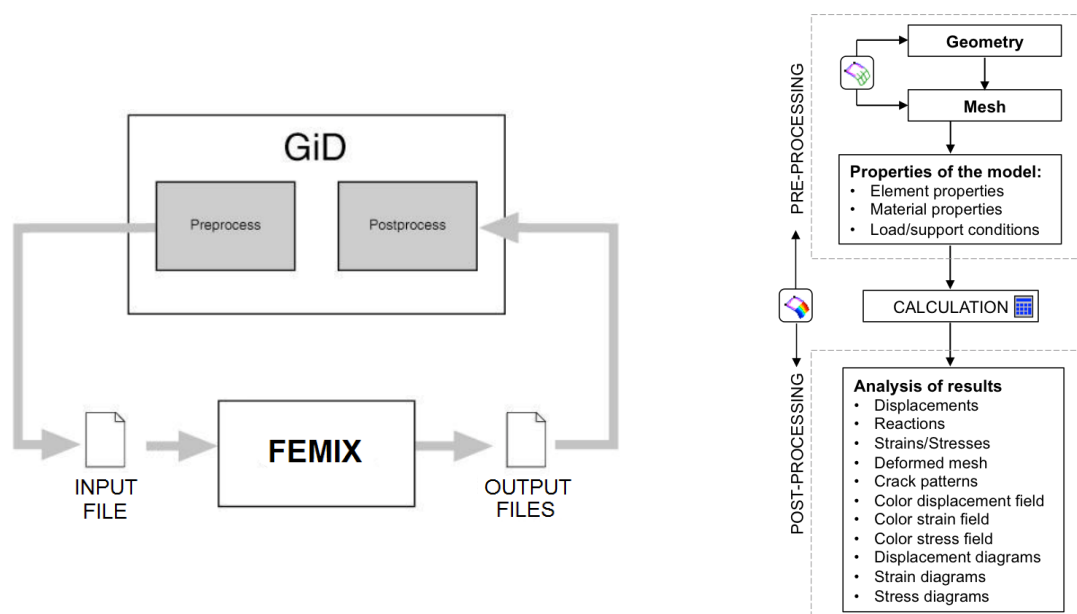 GiD
Preprocess
Postprocess
INPUT
FILE
FEMIX
OUTPUT
FILES
PRE-PROCESSING
Geometry
Mesh
Properties of the model:
• Element properties
• Material properties
• Load/support conditions
CALCULATION
POST-PROCESSING
Analysis of results
• Displacements
• Reactions
• Strains/Stresses
• Deformed mesh
• Crack patterns
• Color displacement field
• Color strain field
• Color stress field
• Displacement diagrams
• Strain diagrams
• Stress diagrams